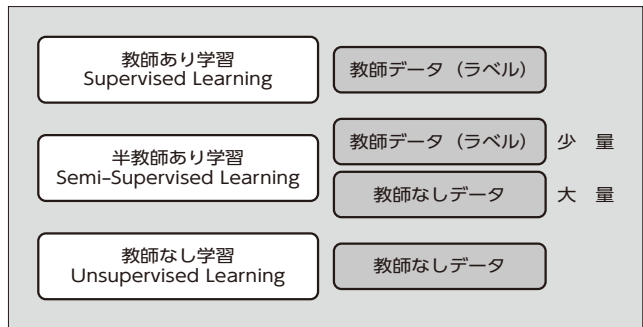 教師あり学習
Supervised Learning
教師データ（ラベル）
半教師あり学習
Semi-Supervised Learning
教師データ（ラベル） 少　量
教師なしデータ 大　量
教師なし学習
Unsupervised Learning
教師なしデータ